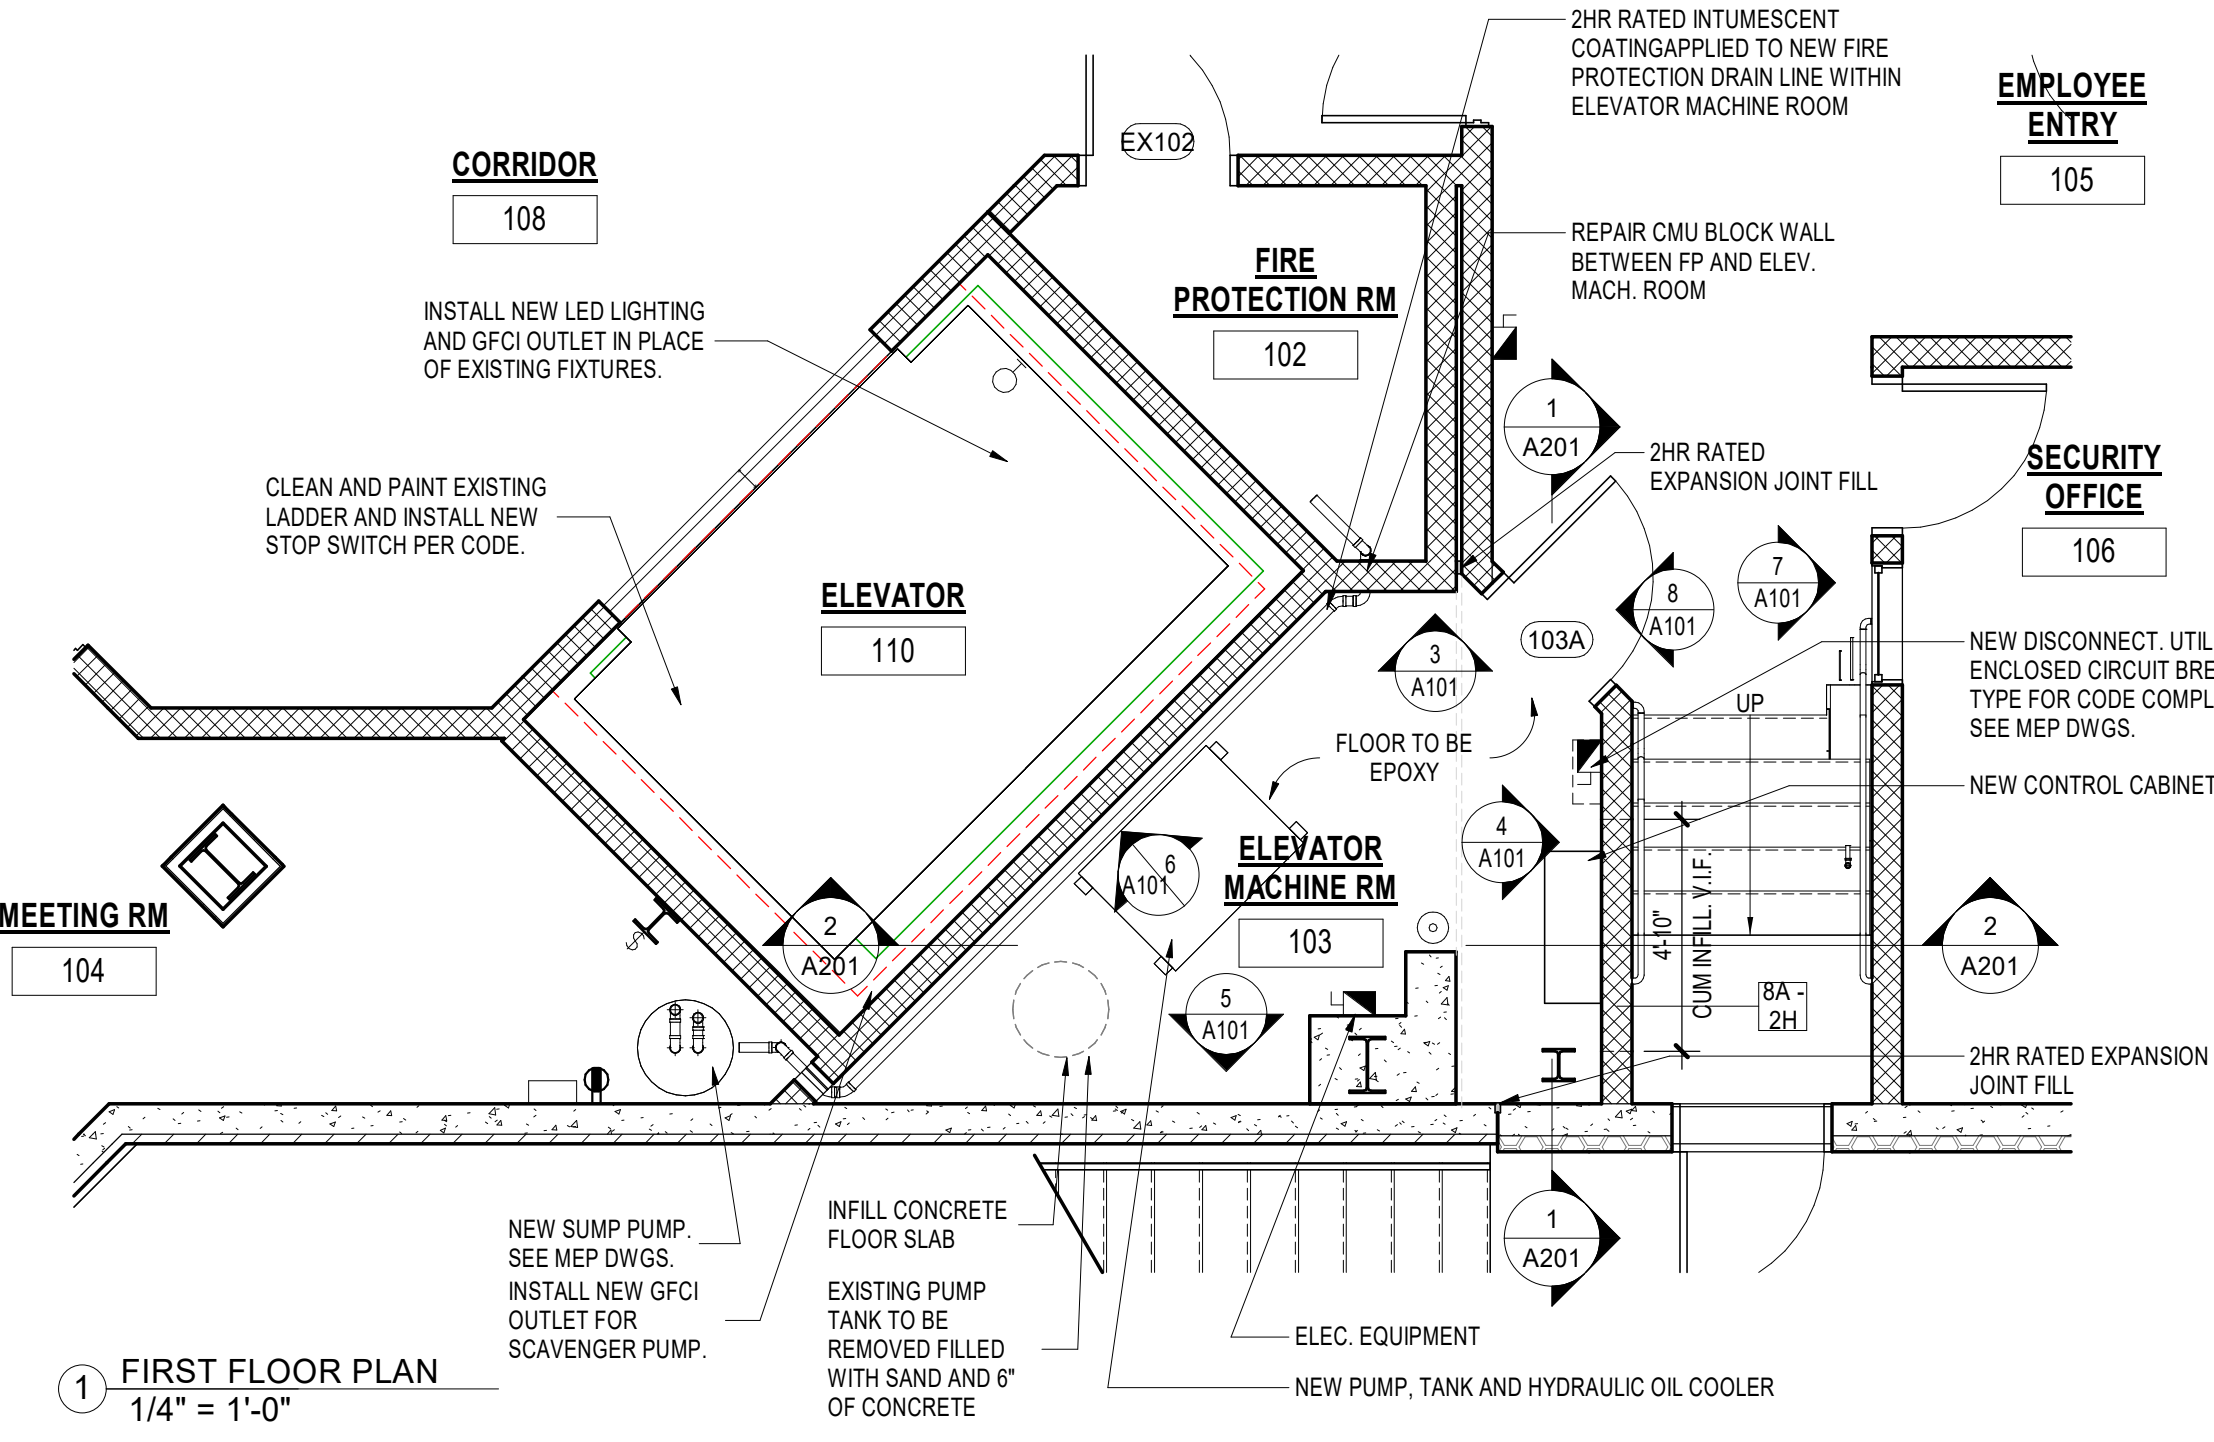 2HR RATED INTUMESCENT
COATINGAPPLIED TO NEW FIRE
PROTECTION DRAIN LINE WITHIN
ELEVATOR MACHINE ROOM
EMPLOYEE
ENTRY
105
EX102
CORRIDOR
108
REPAIR CMU BLOCK WALL
BETWEEN FP AND ELEV.
MACH. ROOM
FIRE
PROTECTION RM
102
INSTALL NEW LED LIGHTING
AND GFCI OUTLET IN PLACE
OF EXISTING FIXTURES.
1
A201
2HR RATED
EXPANSION JOINT FILL
SECURITY
OFFICE
106
CLEAN AND PAINT EXISTING
LADDER AND INSTALL NEW
STOP SWITCH PER CODE.
ELEVATOR
110
7
A101
8
A101
3
A101
103A
NEW DISCONNECT. UTIL
ENCLOSED CIRCUIT BRE
TYPE FOR CODE COMPL
SEE MEP DWGS.
UP
FLOOR TO BE
EPOXY
NEW CONTROL CABINET
4
A101
6
A101
ELEVATOR
MACHINE RM
103
4'-10"
CUM INFILL. V.I.F.
MEETING RM
104
$
2
A201
2
A201
5
A101
8A -
2H
2HR RATED EXPANSION
JOINT FILL
NEW SUMP PUMP.
SEE MEP DWGS.
INSTALL NEW GFCI
OUTLET FOR
SCAVENGER PUMP.
INFILL CONCRETE
FLOOR SLAB
EXISTING PUMP
TANK TO BE
REMOVED FILLED
WITH SAND AND 6"
OF CONCRETE
1
A201
ELEC. EQUIPMENT
NEW PUMP, TANK AND HYDRAULIC OIL COOLER
1
FIRST FLOOR PLAN
1/4" = 1'-0"